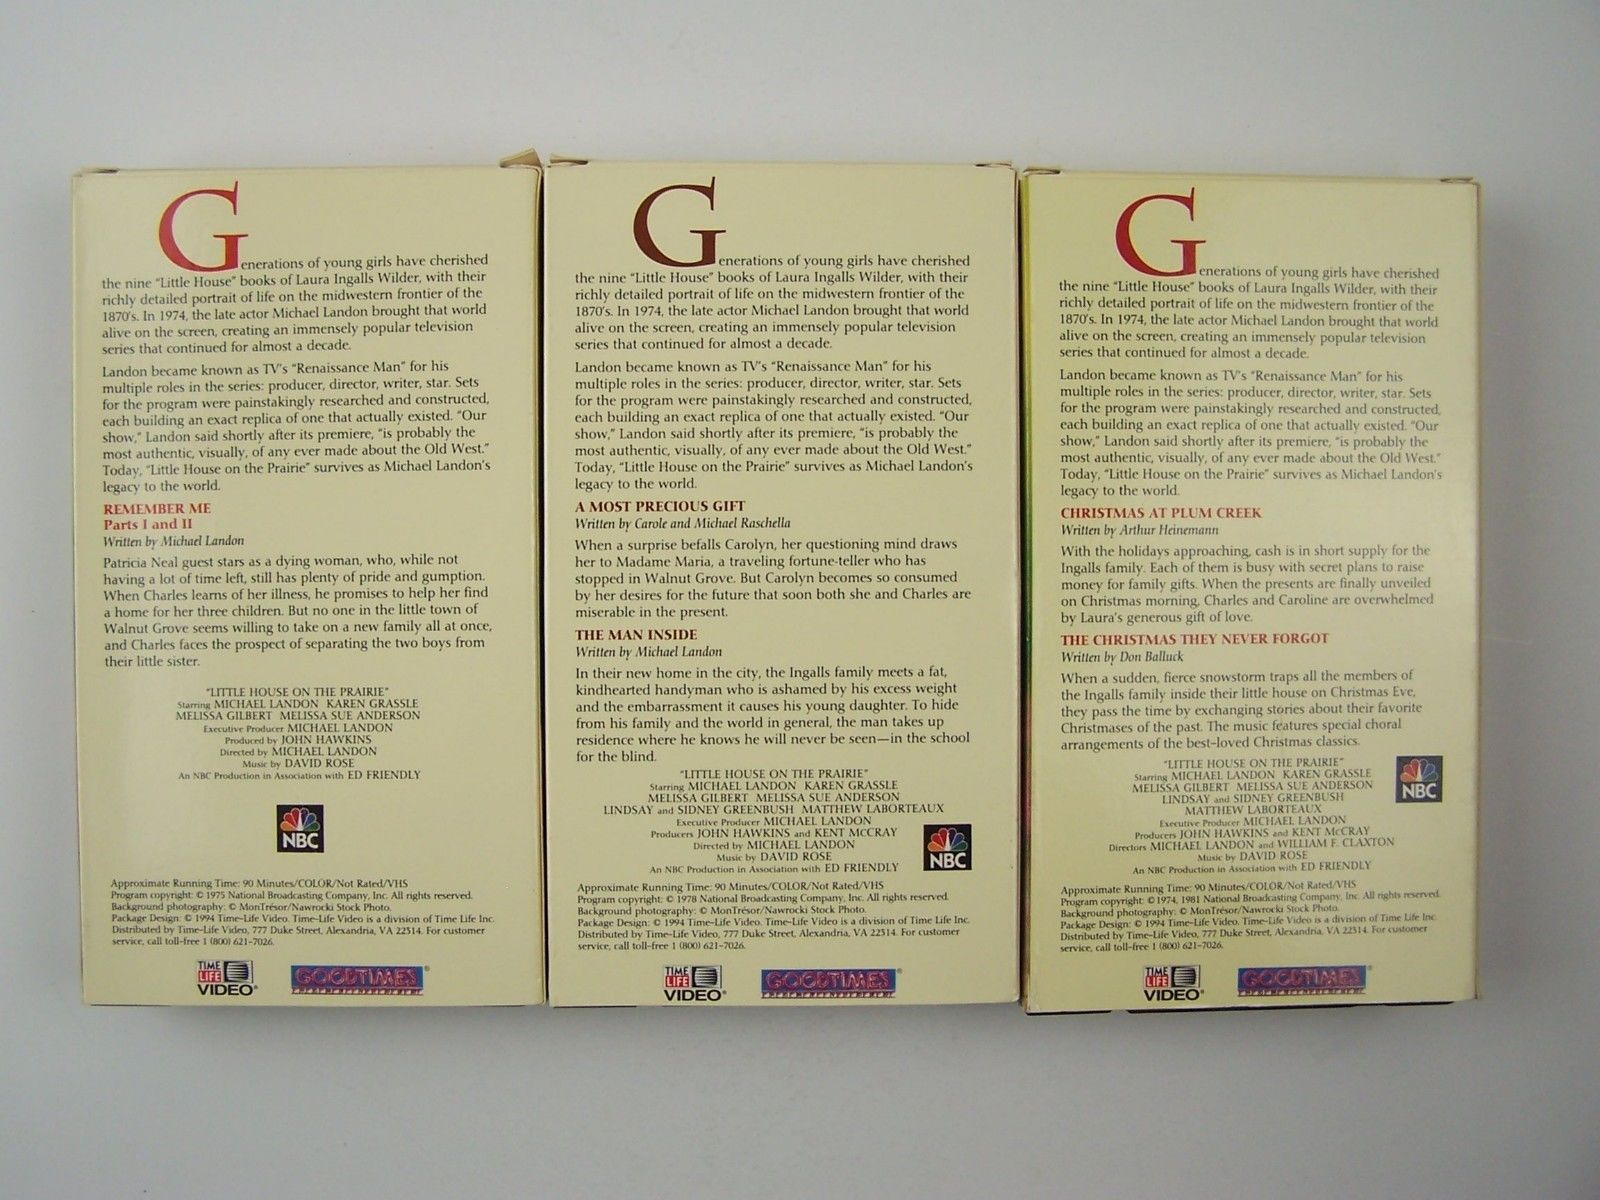 Generations of young girls have cherished
the nine "Little House" books of Laura Ingalls Wilder, with their
richly detailed portrait of life on the midwestern frontier of the
1870's. In 1974, the late actor Michael Landon brought that world
alive on the screen, creating an immensely popular television
series that continued for almost a decade.
Landon became known as TV's "Renaissance Man" for his
multiple roles in the series: producer, director, writer, star. Sets
for the program were painstakingly researched and constructed,
each building an exact replica of one that actually existed. "Our
show," Landon said shortly after its premiere, "is probably the
most authentic, visually, of any ever made about the Old West."
Today, "Little House on the Prairie" survives as Michael Landon's
legacy to the world.
REMEMBER ME
Parts I and II
Written by Michael Landon
Patricia Neal guest stars as a dying woman, who, while not
having a lot of time left, still has plenty of pride and gumption.
When Charles learns of her illness, he promises to help her find
a home for her three children. But no one in the little town of
Walnut Grove seems willing to take on a new family all at once,
and Charles faces the prospect of separating the two boys from
their little sister.
"LITTLE HOUSE ON THE PRAIRIE"
Starring MICHAEL LANDON KAREN GRASSLE
MELISSA GILBERT MELISSA SUE ANDERSON
Executive Producer MICHAEL LANDON
Produced by JOHN HAWKINS
Directed by MICHAEL LANDON
Music by DAVID ROSE
An NBC Production in Association with ED FRIENDLY
NBC
Approximate Running Time: 90 Minutes/COLOR/Not Rated/VHS
Program copyright: © 1975 National Broadcasting Company, Inc. All rights reserved.
Background photography: © MonTrésor/Nawrocki Stock Photo.
Package Design: © 1994 Time-Life Video. Time-Life Video is a division of Time Life Inc.
Distributed by Time-Life Video, 777 Duke Street, Alexandria, VA 22314. For customer
service, call toll-free 1 (800) 621-7026.
TIME LIFE VIDEO® GOODTIMES®
Generations of young girls have cherished
the nine "Little House" books of Laura Ingalls Wilder, with their
richly detailed portrait of life on the midwestern frontier of the
1870's. In 1974, the late actor Michael Landon brought that world
alive on the screen, creating an immensely popular television
series that continued for almost a decade.
Landon became known as TV's "Renaissance Man" for his
multiple roles in the series: producer, director, writer, star. Sets
for the program were painstakingly researched and constructed,
each building an exact replica of one that actually existed. "Our
show," Landon said shortly after its premiere, "is probably the
most authentic, visually, of any ever made about the Old West."
Today, "Little House on the Prairie" survives as Michael Landon's
legacy to the world.
A MOST PRECIOUS GIFT
Written by Carole and Michael Raschella
When a surprise befalls Carolyn, her questioning mind draws
her to Madame Maria, a traveling fortune-teller who has
stopped in Walnut Grove. But Carolyn becomes so consumed
by her desires for the future that soon both she and Charles are
miserable in the present.
THE MAN INSIDE
Written by Michael Landon
In their new home in the city, the Ingalls family meets a fat,
kindhearted handyman who is ashamed by his excess weight
and the embarrassment it causes his young daughter. To hide
from his family and the world in general, the man takes up
residence where he knows he will never be seen—in the school
for the blind.
"LITTLE HOUSE ON THE PRAIRIE"
Starring MICHAEL LANDON KAREN GRASSLE
MELISSA GILBERT MELISSA SUE ANDERSON
LINDSAY and SIDNEY GREENBUSH MATTHEW LABORTEAUX
Executive Producer MICHAEL LANDON
Producers JOHN HAWKINS and KENT McCRAY
Directed by MICHAEL LANDON
Music by DAVID ROSE
An NBC Production in Association with ED FRIENDLY
NBC
Approximate Running Time: 90 Minutes/COLOR/Not Rated/VHS
Program copyright: © 1978 National Broadcasting Company, Inc. All rights reserved.
Background photography: © MonTrésor/Nawrocki Stock Photo.
Package Design: © 1994 Time-Life Video. Time-Life Video is a division of Time Life Inc.
Distributed by Time-Life Video, 777 Duke Street, Alexandria, VA 22314. For customer
service, call toll-free 1 (800) 621-7026.
TIME LIFE VIDEO® GOODTIMES®
Generations of young girls have cherished
the nine "Little House" books of Laura Ingalls Wilder, with their
richly detailed portrait of life on the midwestern frontier of the
1870's. In 1974, the late actor Michael Landon brought that world
alive on the screen, creating an immensely popular television
series that continued for almost a decade.
Landon became known as TV's "Renaissance Man" for his
multiple roles in the series: producer, director, writer, star. Sets
for the program were painstakingly researched and constructed,
each building an exact replica of one that actually existed. "Our
show," Landon said shortly after its premiere, "is probably the
most authentic, visually, of any ever made about the Old West."
Today, "Little House on the Prairie" survives as Michael Landon's
legacy to the world.
CHRISTMAS AT PLUM CREEK
Written by Arthur Heinemann
With the holidays approaching, cash is in short supply for the
Ingalls family. Each of them is busy with secret plans to raise
money for family gifts. When the presents are finally unveiled
on Christmas morning, Charles and Caroline are overwhelmed
by Laura's generous gift of love.
THE CHRISTMAS THEY NEVER FORGOT
Written by Don Balluck
When a sudden, fierce snowstorm traps all the members of
the Ingalls family inside their little house on Christmas Eve,
they pass the time by exchanging stories about their favorite
Christmases of the past. The music features special choral
arrangements of the best-loved Christmas classics.
"LITTLE HOUSE ON THE PRAIRIE"
Starring MICHAEL LANDON KAREN GRASSLE
MELISSA GILBERT MELISSA SUE ANDERSON
LINDSAY and SIDNEY GREENBUSH
MATTHEW LABORTEAUX
Executive Producer MICHAEL LANDON
Producers JOHN HAWKINS and KENT McCRAY
Directors MICHAEL LANDON and WILLIAM F. CLAXTON
Music by DAVID ROSE
An NBC Production in Association with ED FRIENDLY
NBC
Approximate Running Time: 90 Minutes/COLOR/Not Rated/VHS
Program copyright: © 1974, 1981 National Broadcasting Company, Inc. All rights reserved.
Background photography: © MonTrésor/Nawrocki Stock Photo.
Package Design: © 1994 Time-Life Video. Time-Life Video is a division of Time Life Inc.
Distributed by Time-Life Video, 777 Duke Street, Alexandria, VA 22314. For customer
service, call toll-free 1 (800) 621-7026.
TIME LIFE VIDEO® GOODTIMES®